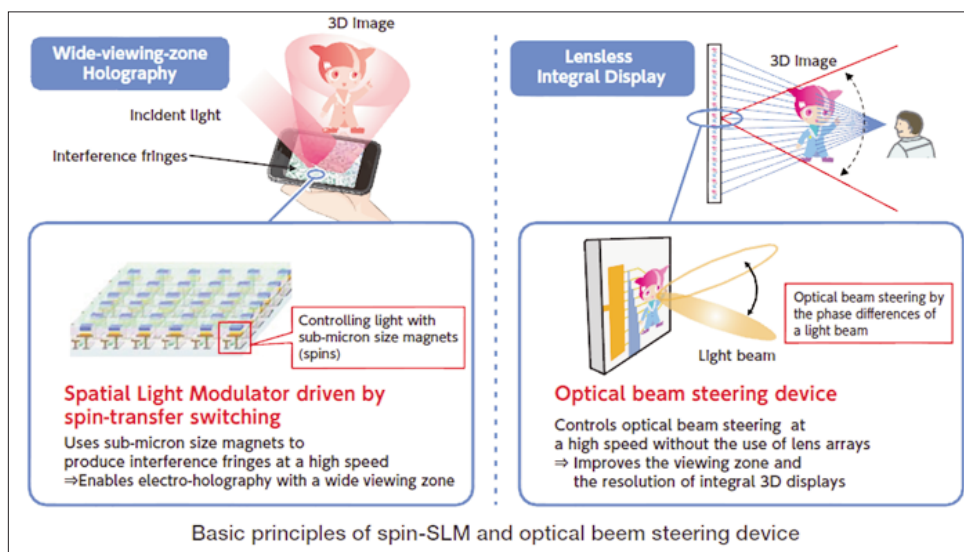 Wide-viewing-zone
Holography
3D Image
Incident light
Interference fringes
Controlling light with
sub-micron size magnets
(spins)
Spatial Light Modulator driven by
spin-transfer switching
Uses sub-micron size magnets to
produce interference fringes at a high speed
⇒Enables electro-holography with a wide viewing zone
Lensless
Integral Display
3D Image
Optical beam steering by
the phase differences of
a light beam
Light beam
Optical beam steering device
Controls optical beam steering at
a high speed without the use of lens arrays
⇒ Improves the viewing zone and
the resolution of integral 3D displays
Basic principles of spin-SLM and optical beem steering device